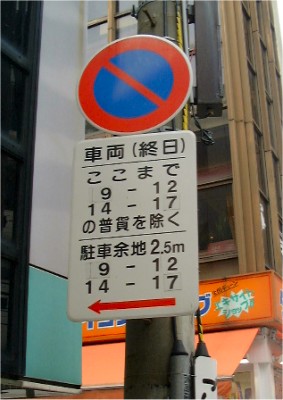 車両(終日)
ここまで
9 - 12
14 - 17
の普貨を除く
駐車余地 2.5m
9 - 12
14 - 17